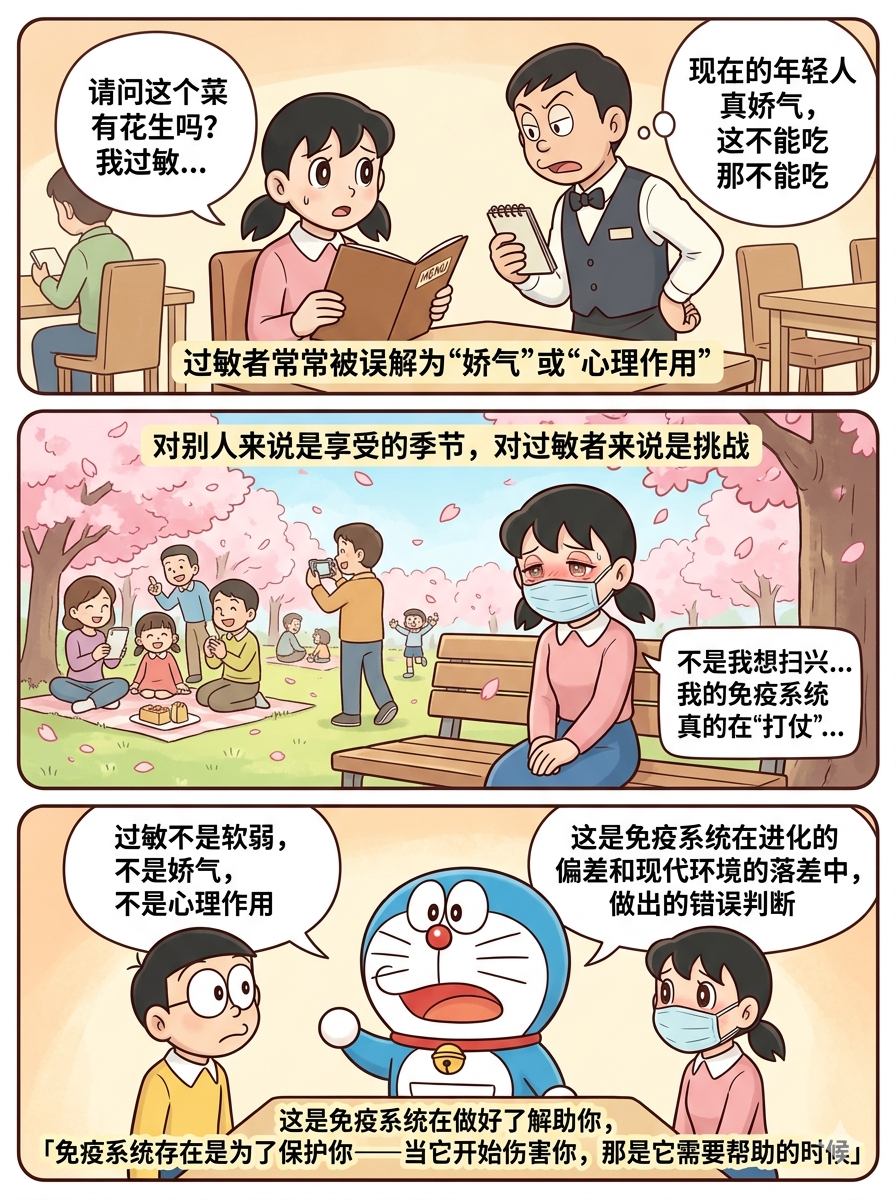 请问这个菜
有花生吗?
我过敏...
现在的年轻人
真娇气,
这不能吃
那不能吃
MENU
过敏者常常被误解为“娇气”或“心理作用”
对别人来说是享受的季节，对过敏者来说是挑战
不是我想扫兴...
我的免疫系统
真的在“打仗”...
过敏不是软弱，
不是娇气，
不是心理作用
这是免疫系统在进化的
偏差和现代环境的落差中，
做出的错误判断
这是免疫系统在做好了解助你，
「免疫系统存在是为了保护你——当它开始伤害你，那是它需要帮助的时候」